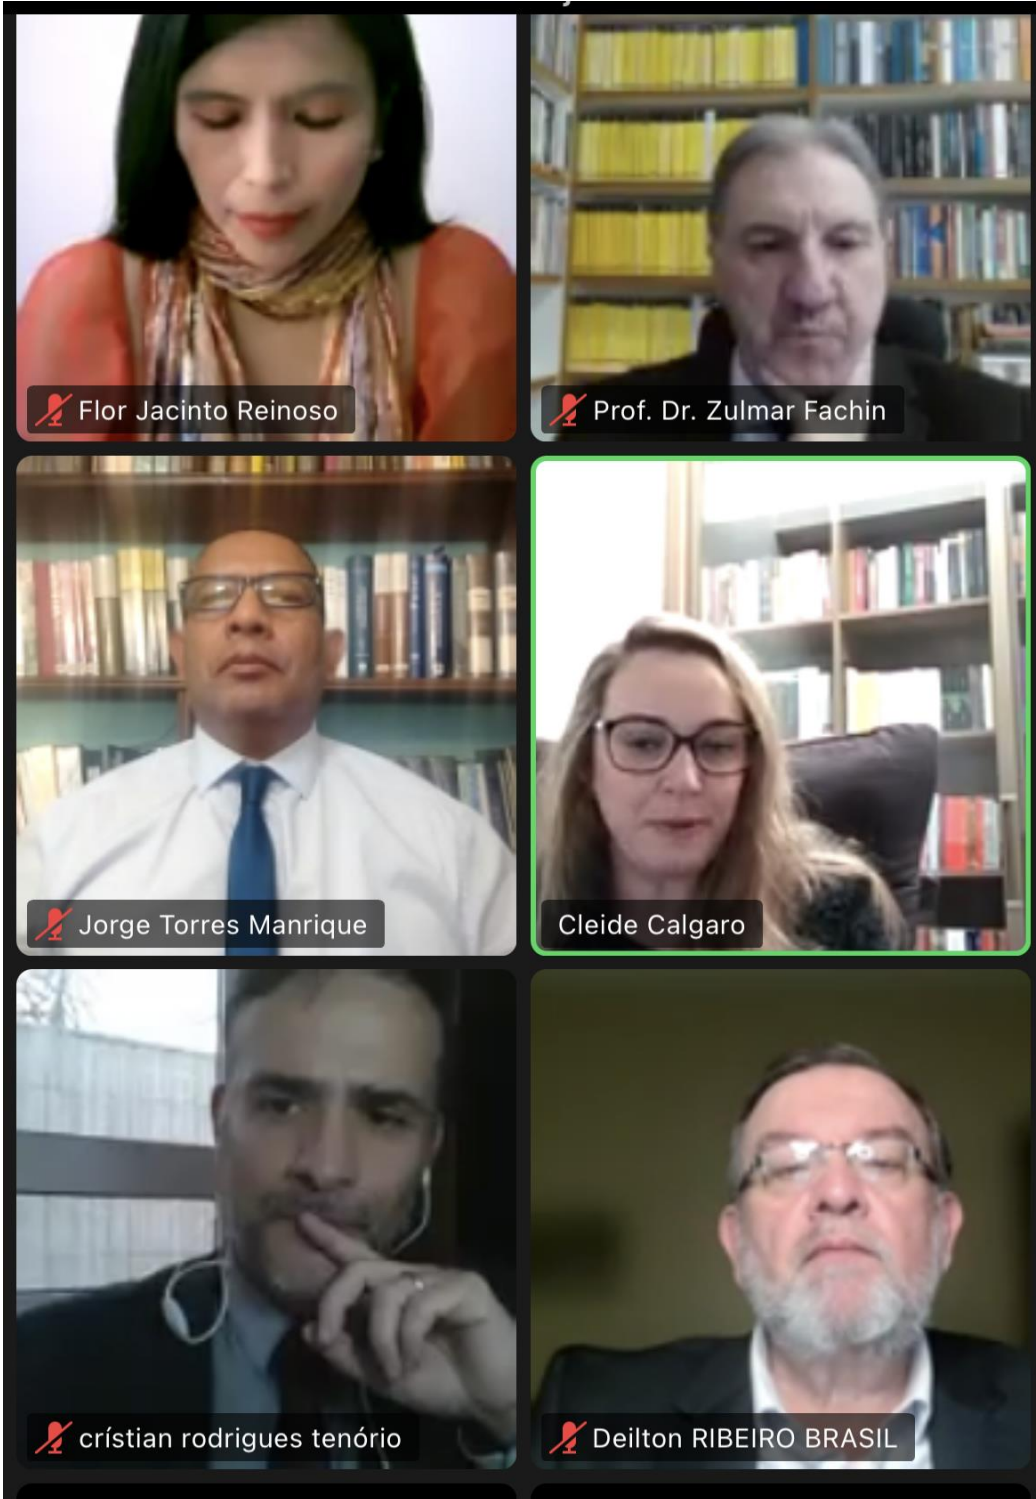 Flor Jacinto Reinoso
Prof. Dr. Zulmar Fachin
Jorge Torres Manrique
Cleide Calgaro
crístian rodrigues tenório
Deilton RIBEIRO BRASIL